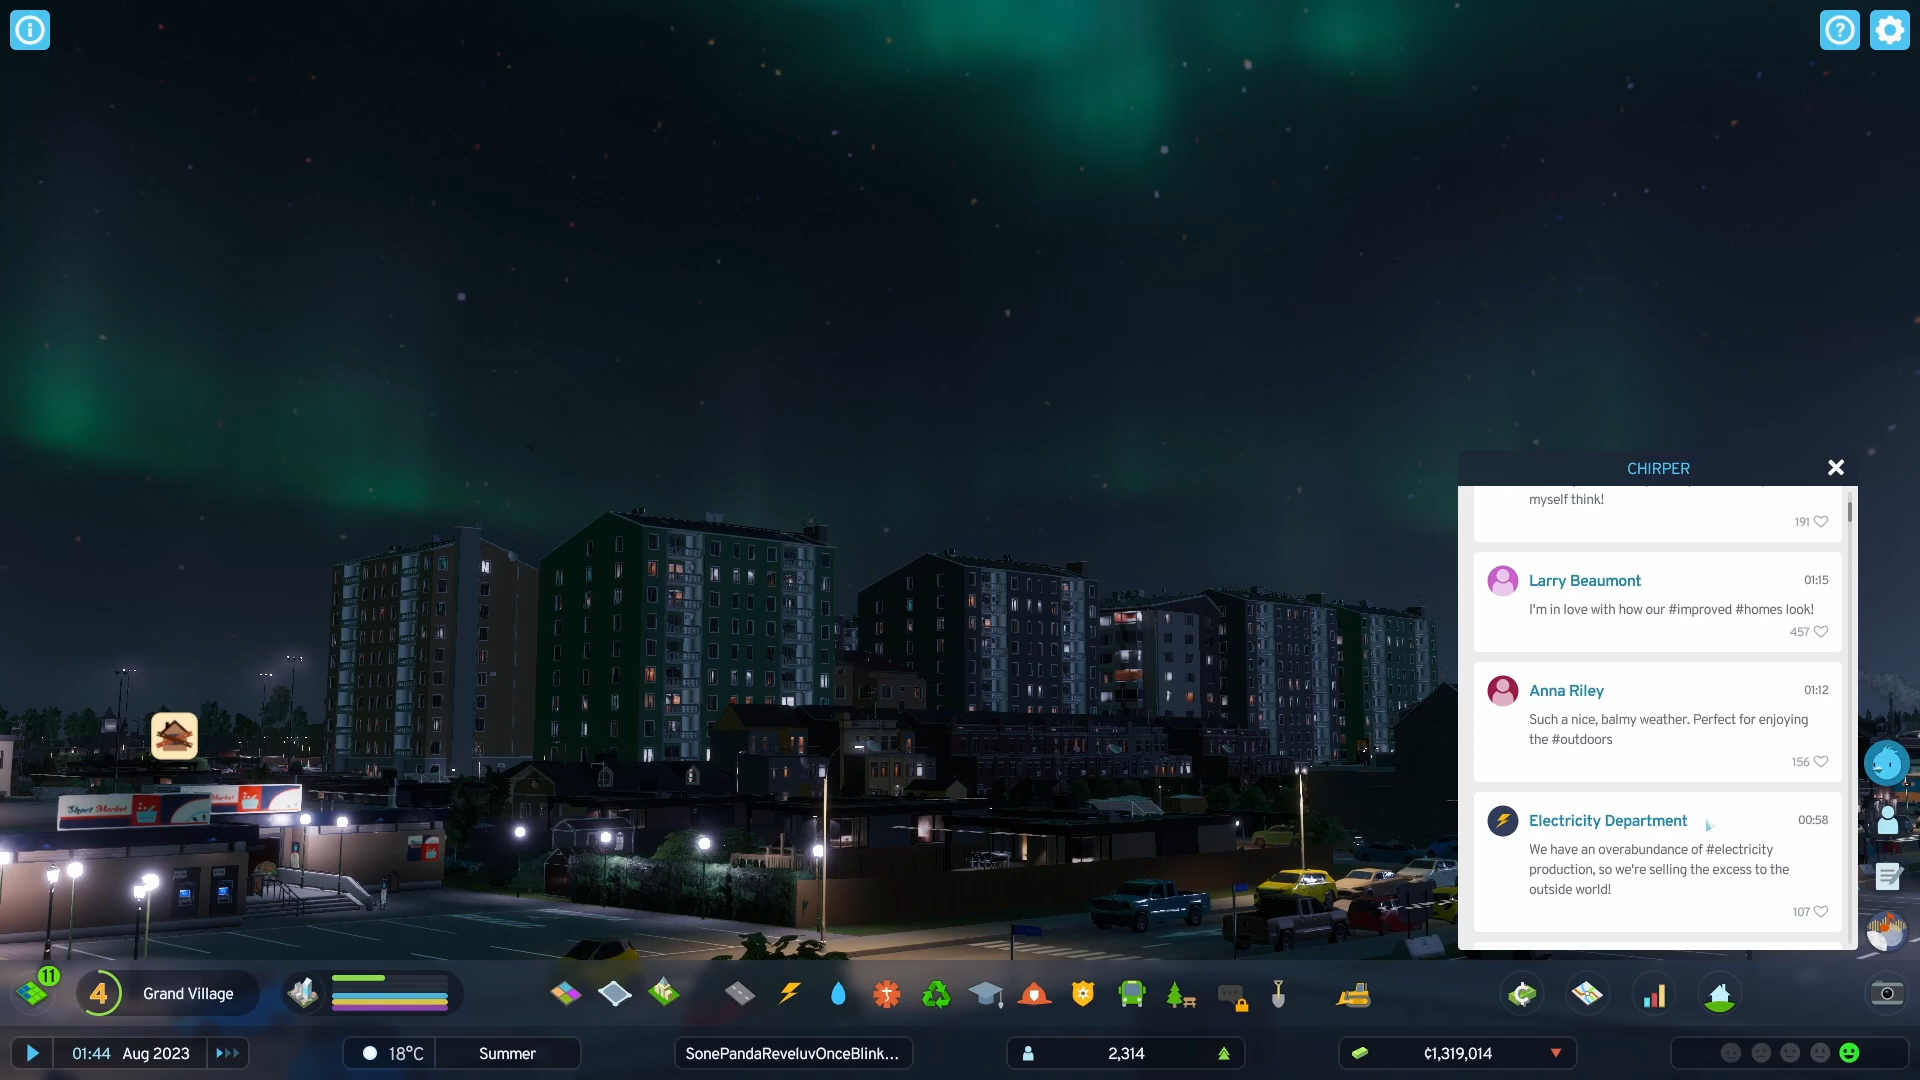 CHIRPER
myself think!
191
Larry Beaumont
01:15
I'm in love with how our #improved #homes look!
457
Anna Riley
01:12
Such a nice, balmy weather. Perfect for enjoying
the #outdoors
156
Electricity Department
00:58
We have an overabundance of #electricity
production, so we're selling the excess to the
outside world!
107
Short Market
Market
11
4
Grand Village
01:44 Aug 2023
18°C
Summer
SonePandaReveluvOnceBlink...
2,314
¢1,319,014